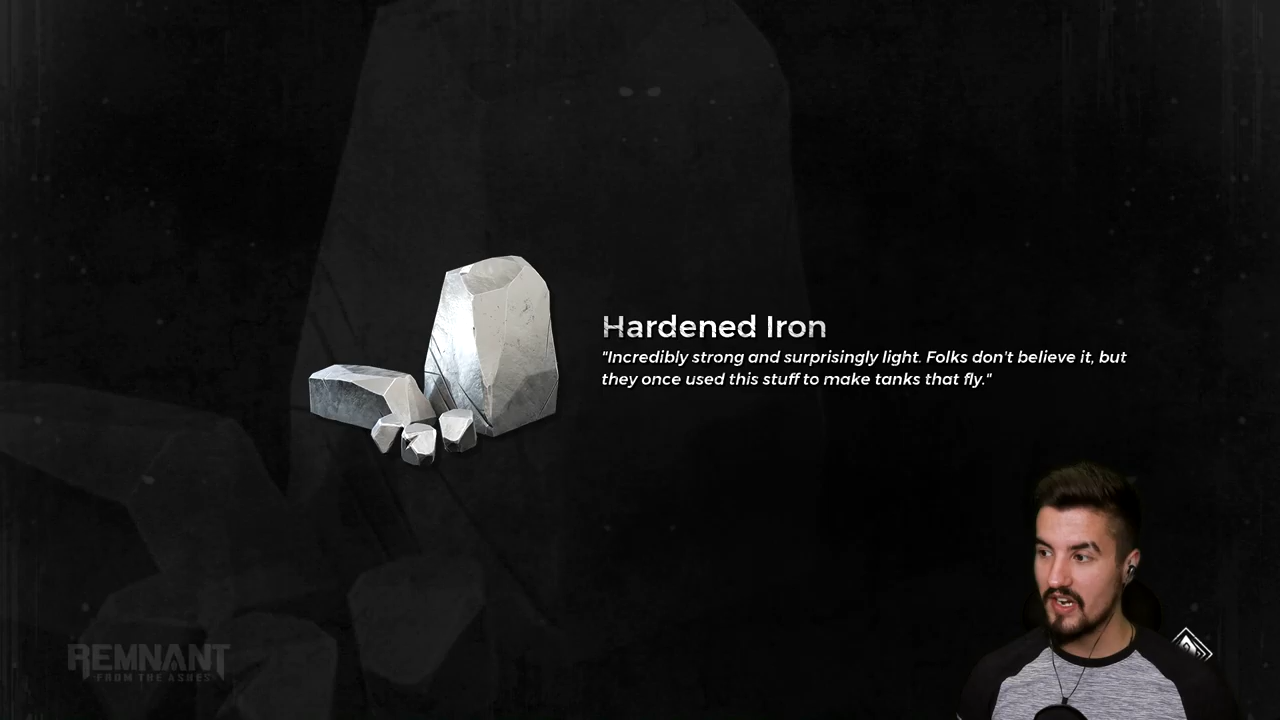 Hardened Iron
"Incredibly strong and surprisingly light. Folks don't believe it, but
they once used this stuff to make tanks that fly."
REMNANT
FROM THE ASHES